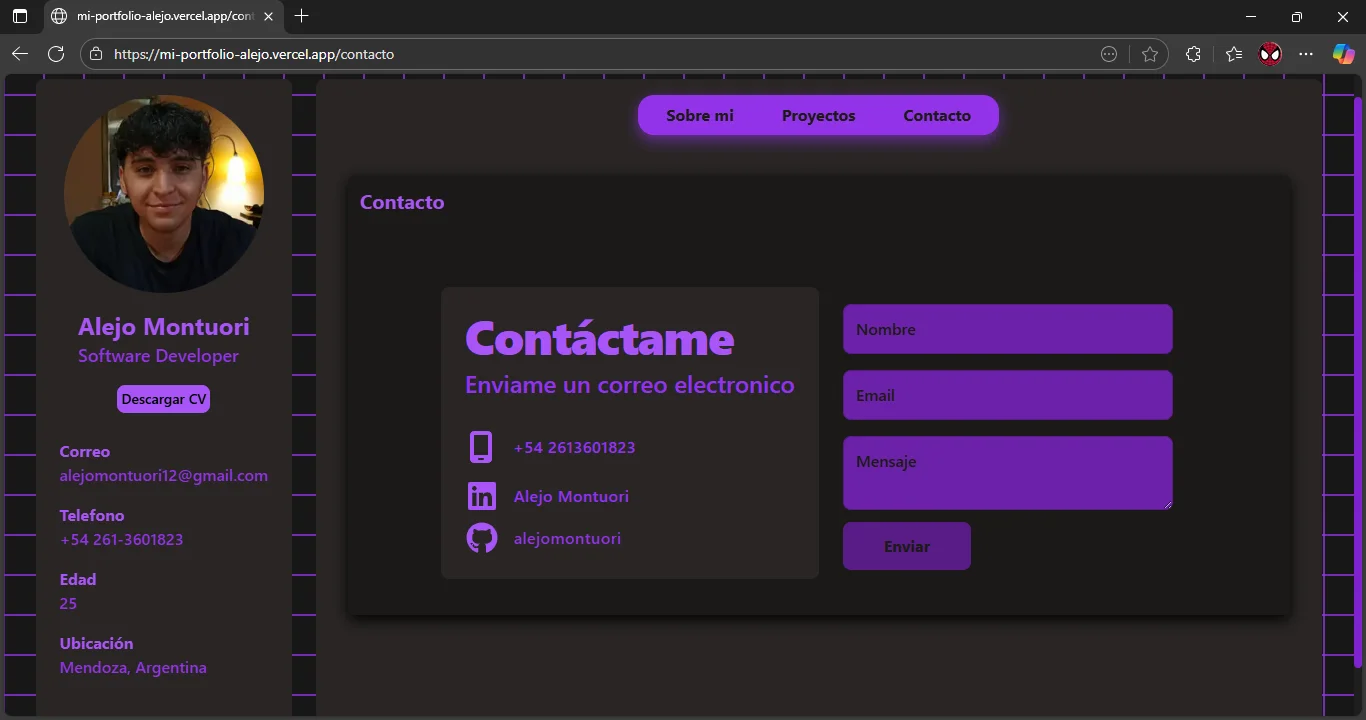 mi-portfolio-alejo.vercel.app/cont
https://mi-portfolio-alejo.vercel.app/contacto
Alejo Montuori
Software Developer
Descargar CV
Correo
alejomontuori12@gmail.com
Telefono
+54 261-3601823
Edad
25
Ubicación
Mendoza, Argentina
Sobre mi Proyectos Contacto
Contacto
Contáctame
Enviame un correo electronico
+54 2613601823
in
Alejo Montuori
alejomontuori
Nombre
Email
Mensaje
Enviar